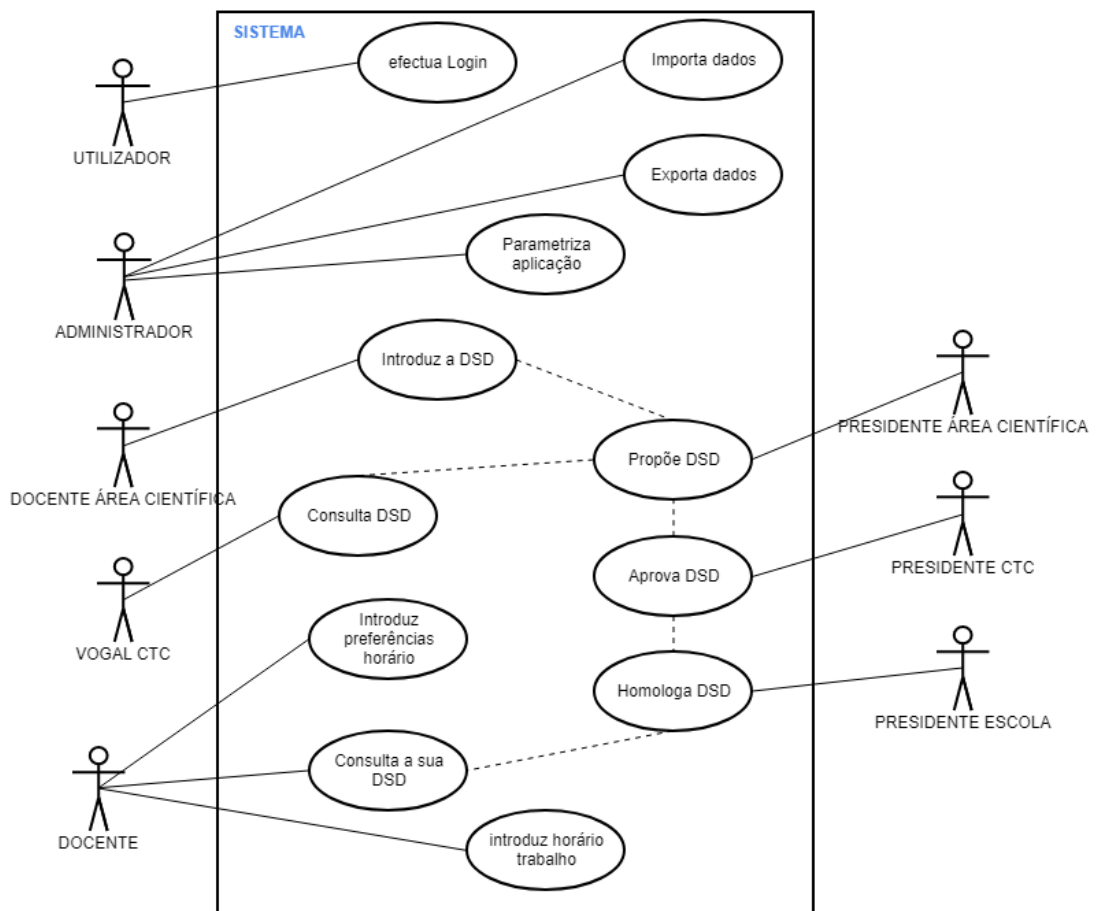 SISTEMA
efectua Login
Importa dados
UTILIZADOR
Exporta dados
Parametriza
aplicação
ADMINISTRADOR
Introduz a DSD
PRESIDENTE ÁREA CIENTÍFICA
Propõe DSD
DOCENTE ÁREA CIENTÍFICA
Consulta DSD
PRESIDENTE CTC
Aprova DSD
VOGAL CTC
Introduz
preferências
horário
Homologa DSD
PRESIDENTE ESCOLA
Consulta a sua
DSD
DOCENTE
introduz horário
trabalho